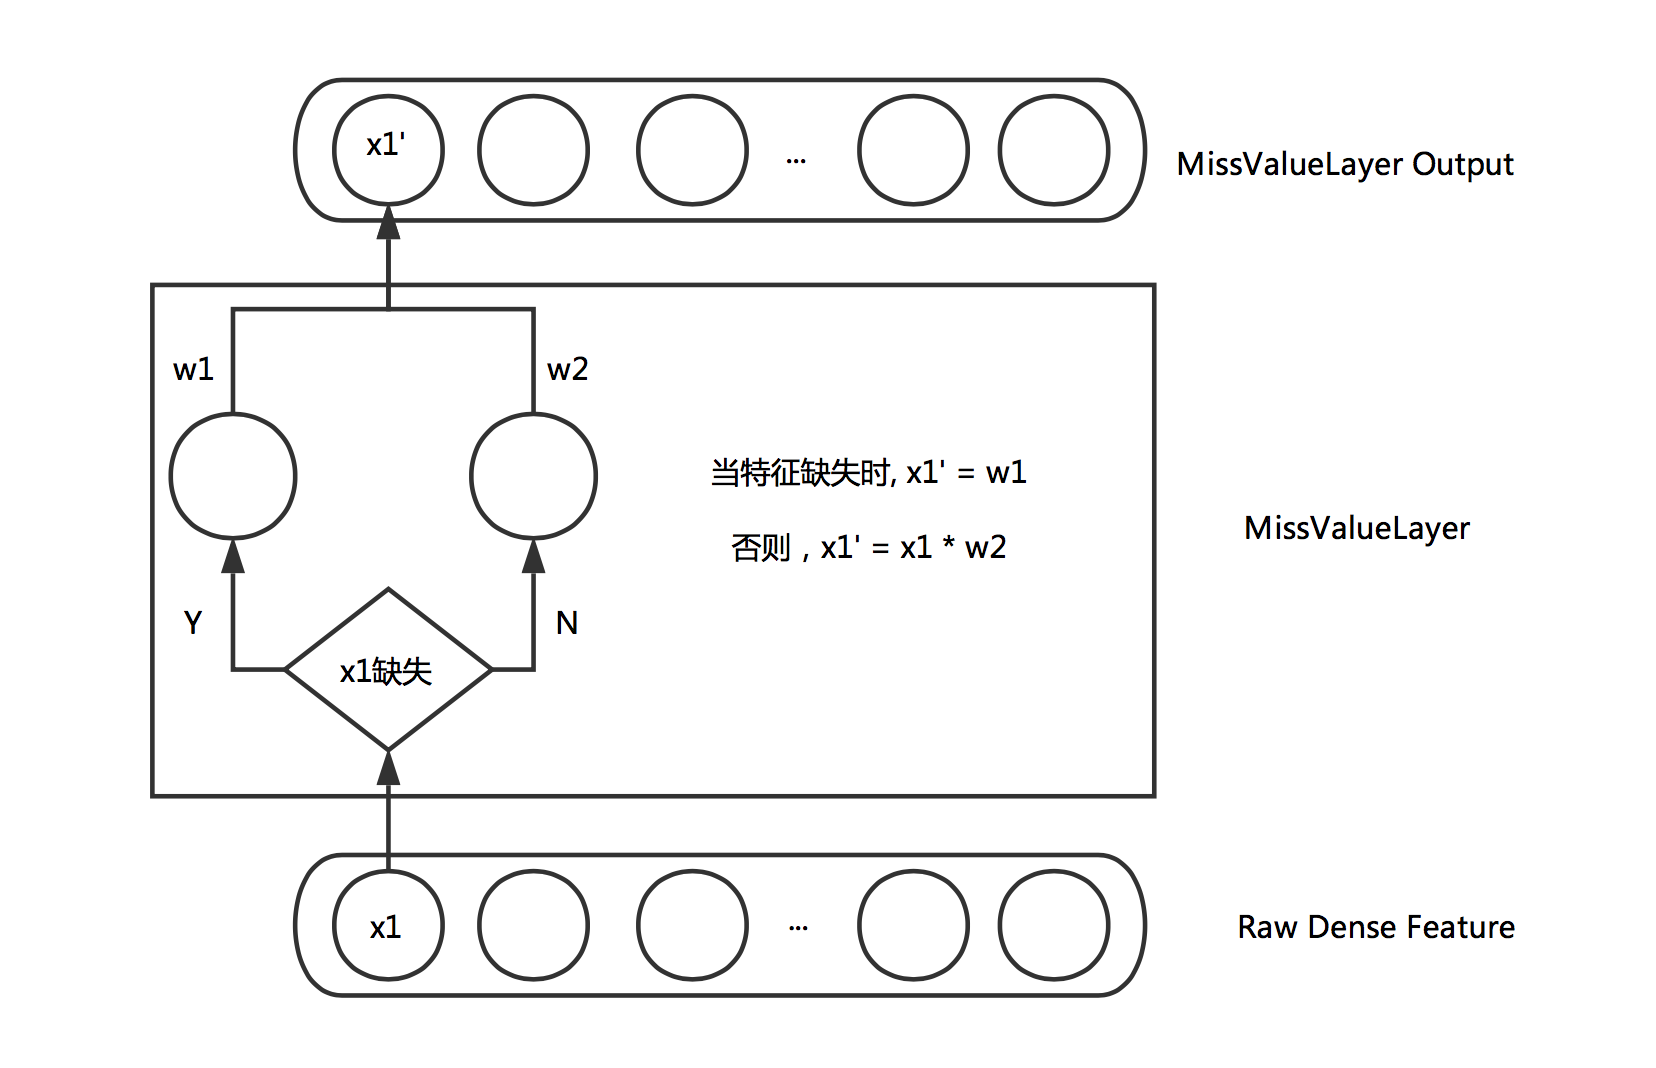 x1'
...
MissValueLayer Output
w1
w2
当特征缺失时, x1' = w1
否则，x1' = x1 * w2
MissValueLayer
Y
N
x1缺失
x1
...
Raw Dense Feature